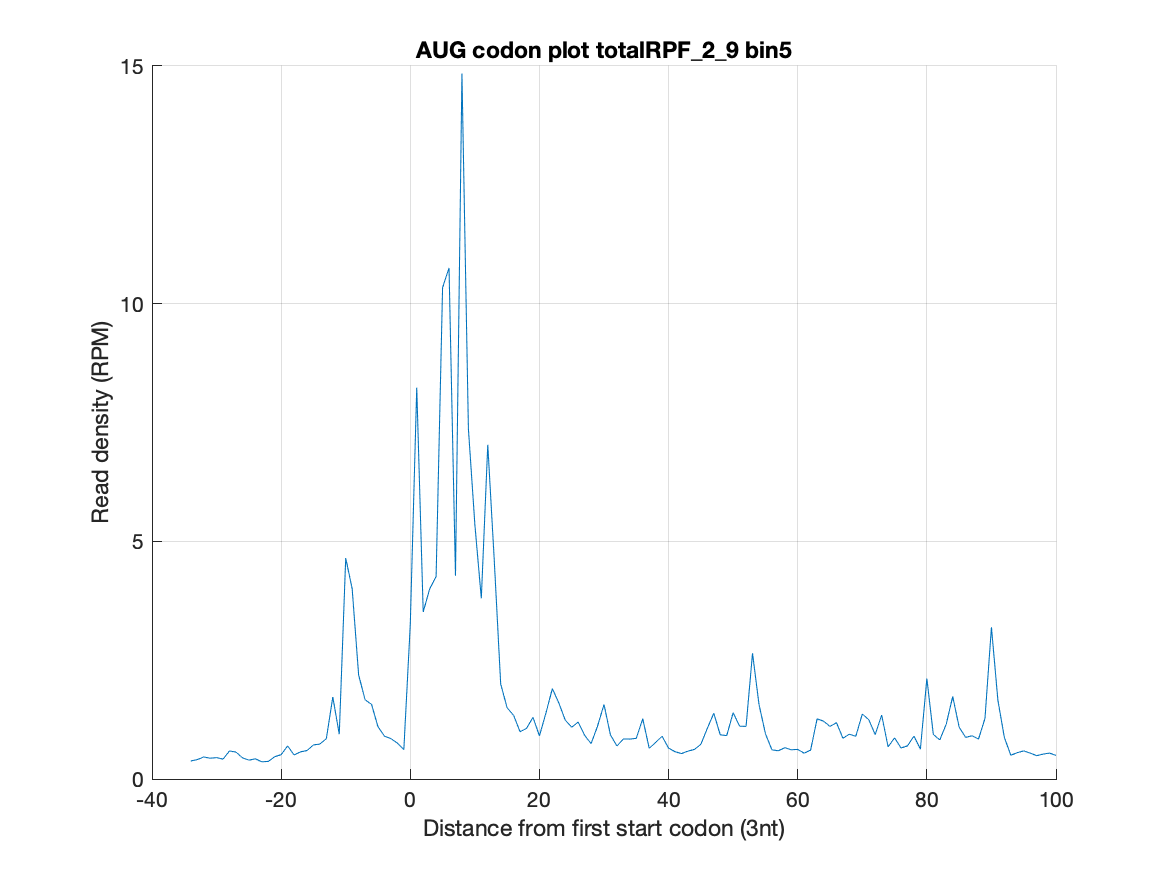 AUG codon plot totalRPF_2_9 bin5
15
10
5
0
Read density (RPM)
-40 -20 0 20 40 60 80 100
Distance from first start codon (3nt)